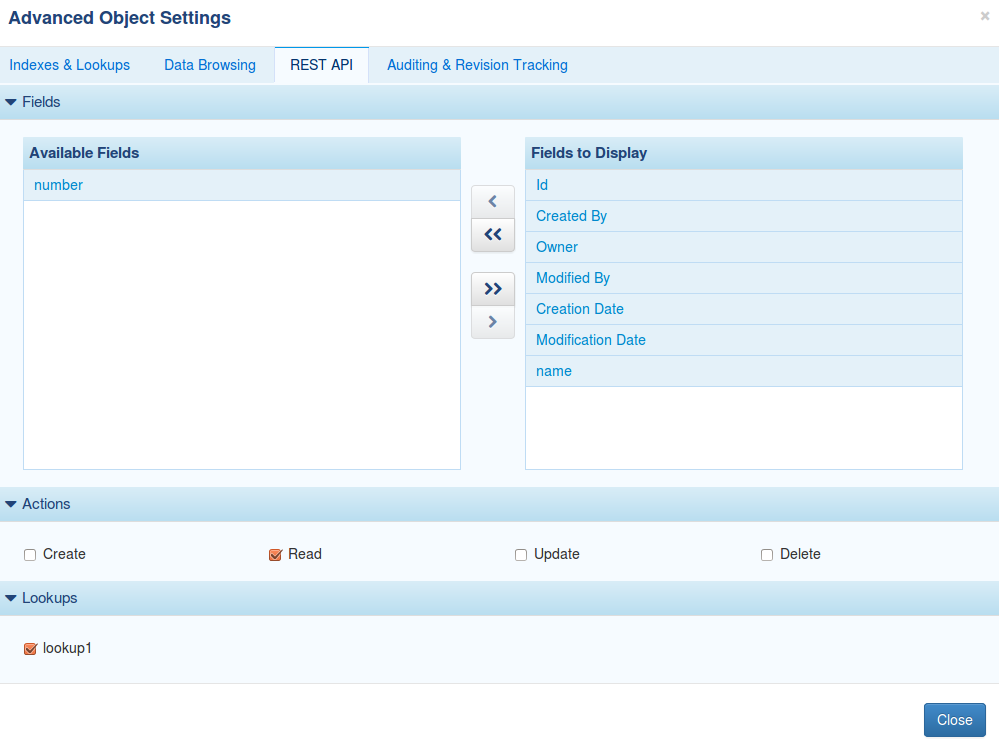 Advanced Object Settings
×
Indexes & Lookups Data Browsing REST API Auditing & Revision Tracking
Fields
Available Fields
number
Fields to Display
Id
Created By
Owner
Modified By
Creation Date
Modification Date
name
Actions
Create Read Update Delete
Lookups
lookup1
Close